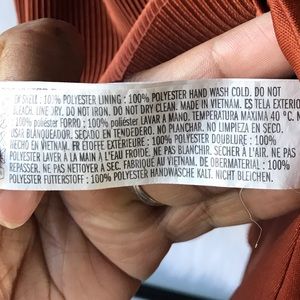 EN SHELL : 100% POLYESTER LINING : 100% POLYESTER HAND WASH COLD. DO NOT
BLEACH. LINE DRY. DO NOT IRON. DO NOT DRY CLEAN. MADE IN VIETNAM. ES TELA EXTERIOR
100% poliéster FORRO : 100% poliéster LAVAR A MANO. TEMPERATURA MAXIMA 40 °C. N
USAR BLANQUEADOR. SECADO EN TENDEDERO. NO PLANCHAR. NO LIMPIEZA EN SECO.
HECHO EN VIETNAM. FR ETOFFE EXTERIEURE : 100% POLYESTER DOUBLURE : 100%
POLYESTER LAVER À LA MAIN A L'EAU FROIDE. NE PAS BLANCHIR. SECHER A L'AIR. NE PAS
REPASSER. NE PAS NETTOYER A SEC. FABRIQUE AU VIETNAM. DE OBERMATERIAL : 100%
POLYESTER FUTTERSTOFF : 100% POLYESTER HANDWÄSCHE KALT. NICHT BLEICHEN.